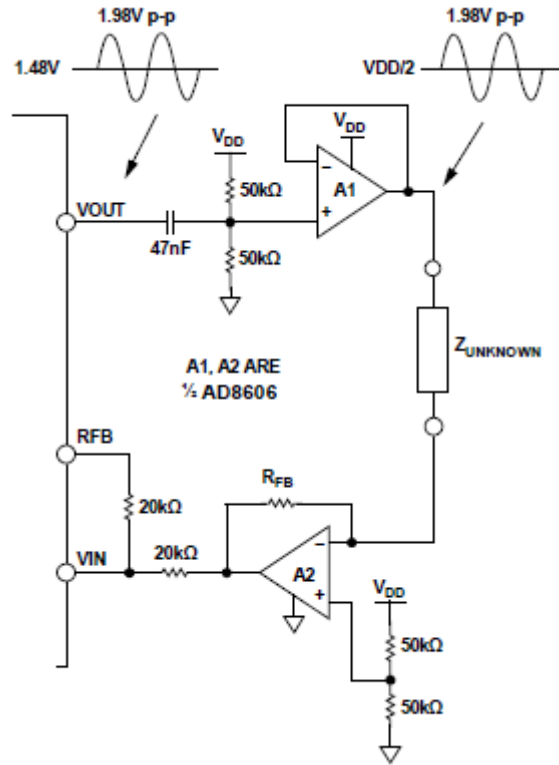 1.98V p-p
1.98V p-p
1.48V
VDD/2
VDD
VDD
50kΩ
VOUT
A1
−
+
47nF
50kΩ
ZUNKNOWN
A1, A2 ARE
½ AD8606
RFB
RFB
20kΩ
VIN
20kΩ
A2
−
+
VDD
50kΩ
50kΩ